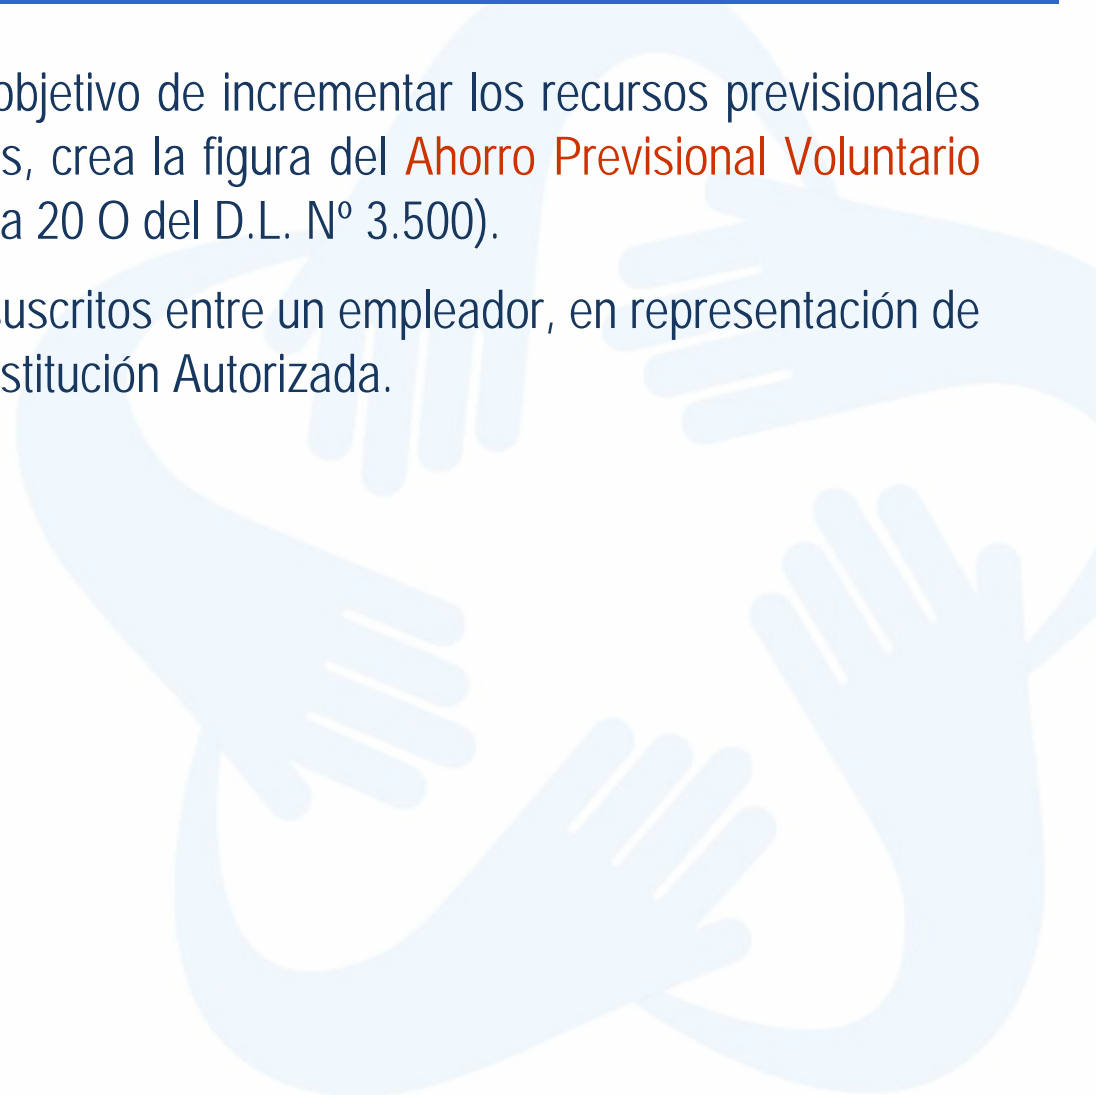 objetivo de incrementar los recursos previsionales
s, crea la figura del Ahorro Previsional Voluntario
a 20 O del D.L. Nº 3.500).
suscritos entre un empleador, en representación de
stitución Autorizada.